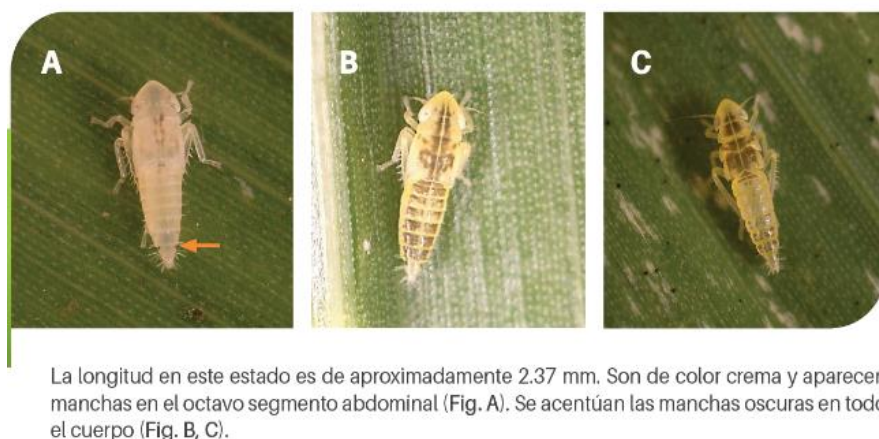 A
B
C
La longitud en este estado es de aproximadamente 2.37 mm. Son de color crema y aparecen
manchas en el octavo segmento abdominal (Fig. A). Se acentúan las manchas oscuras en todo
el cuerpo (Fig. B, C).